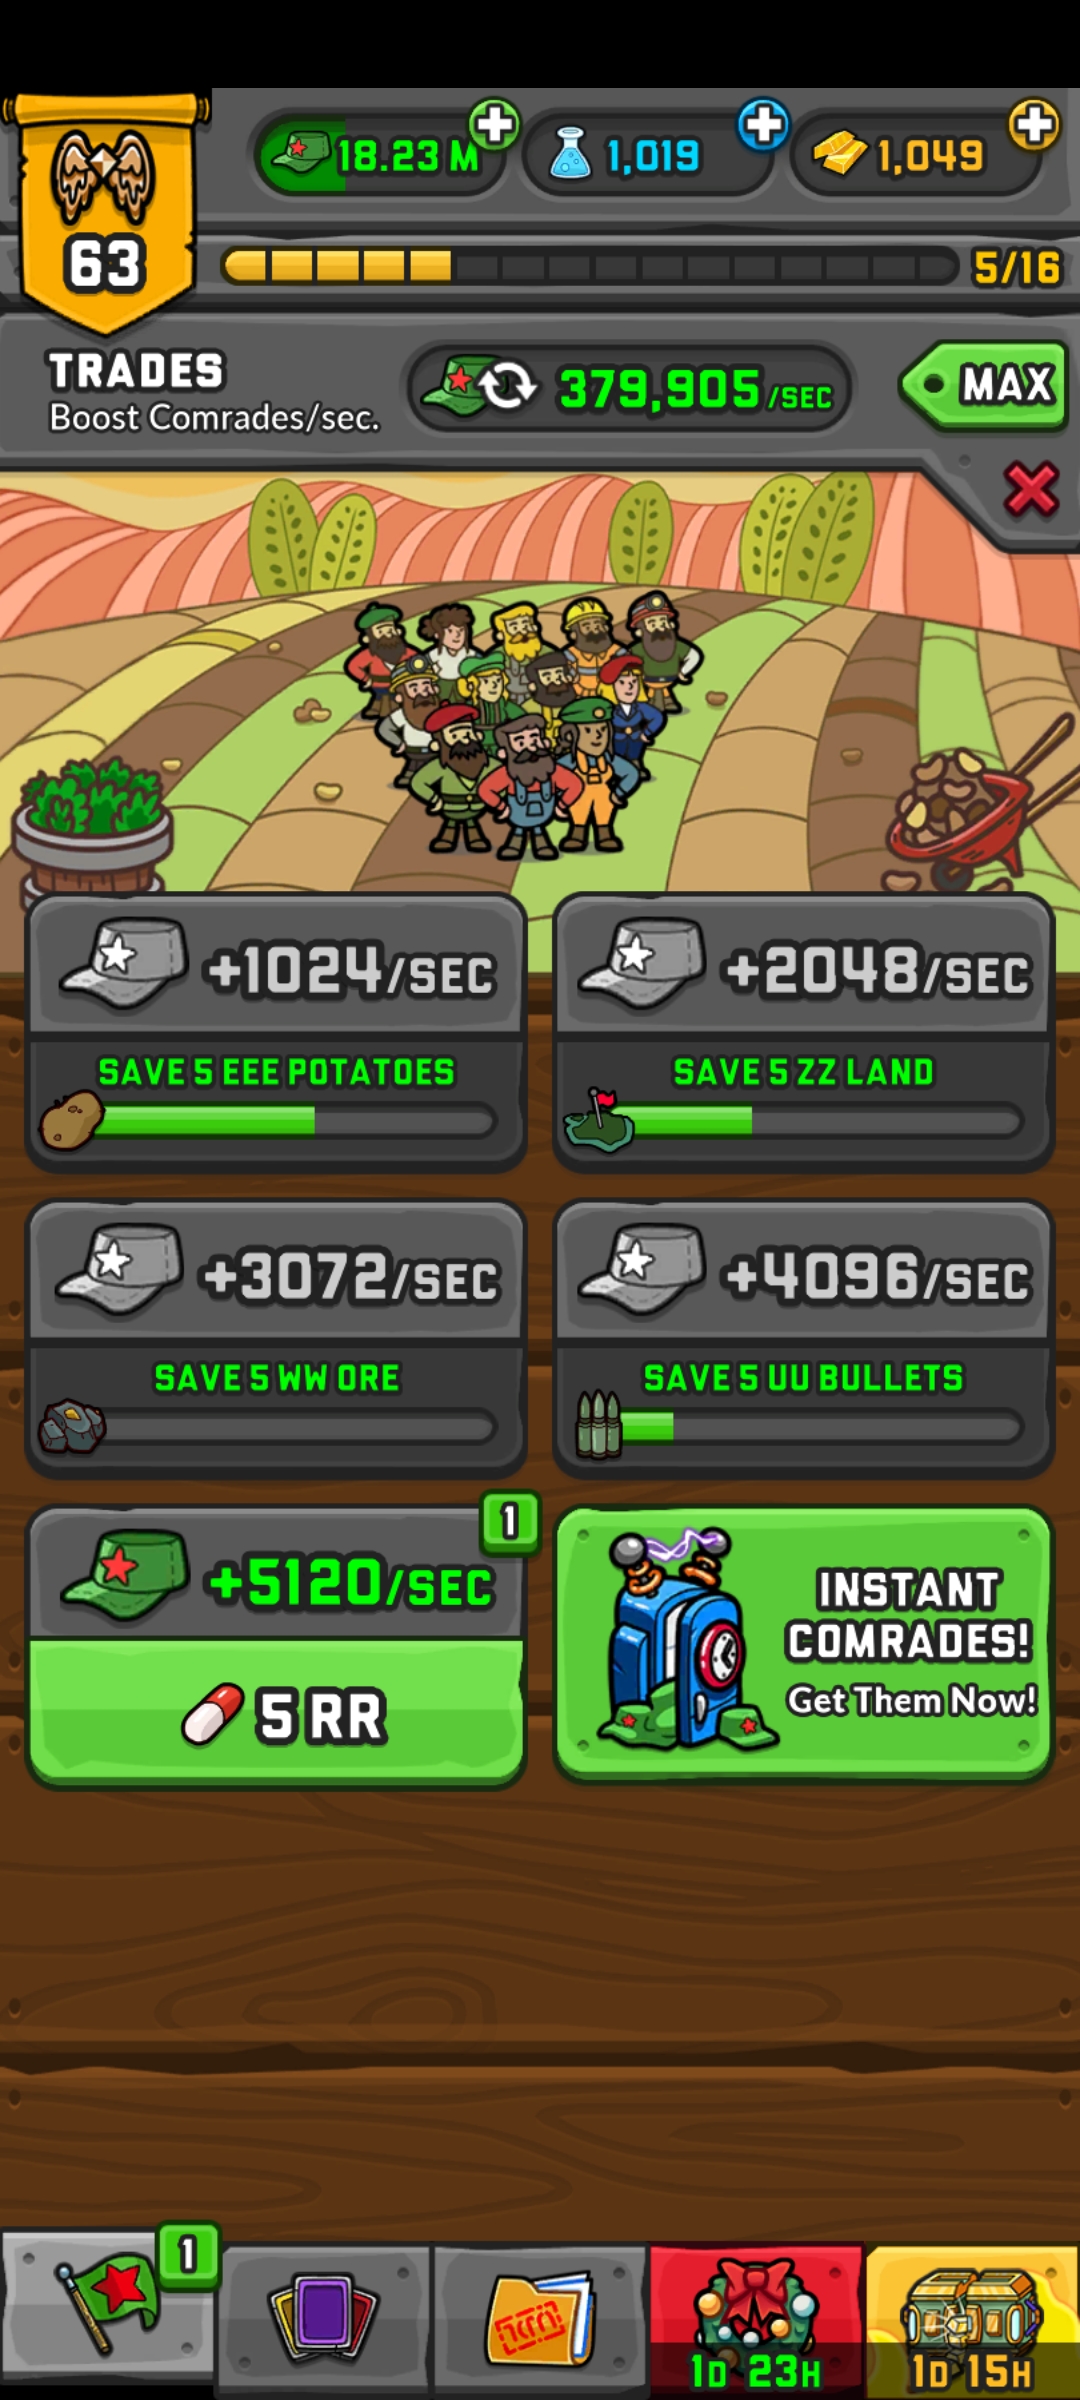 18.23 M
1,019
1,049
63
5/16
TRADES
Boost Comrades/sec.
379,905/SEC
MAX
+1024/SEC
SAVE 5 EEE POTATOES
+2048/SEC
SAVE 5 ZZ LAND
+3072/SEC
SAVE 5 WW ORE
+4096/SEC
SAVE 5 UU BULLETS
1
+5120/SEC
5 RR
INSTANT
COMRADES!
Get Them Now!
1
1D 23H
1D 15H